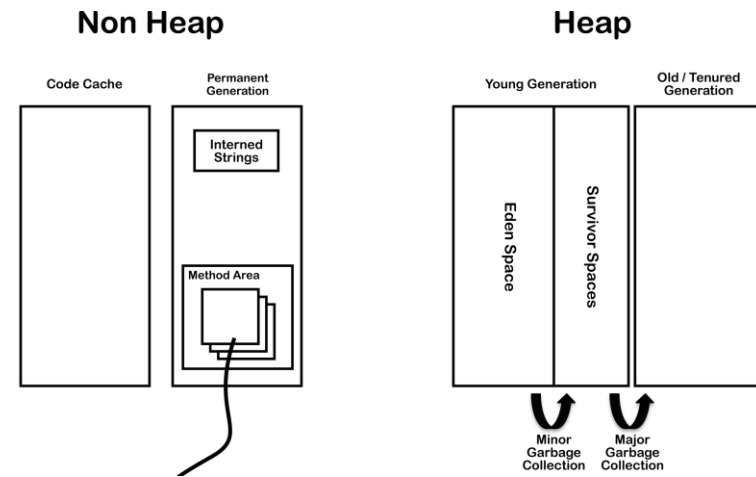 Non Heap
Heap
Code Cache
Permanent
Generation
Young Generation
Old / Tenured
Generation
Interned
Strings
Eden Space
Survivor Spaces
Method Area
Minor
Garbage
Collection
Major
Garbage
Collection